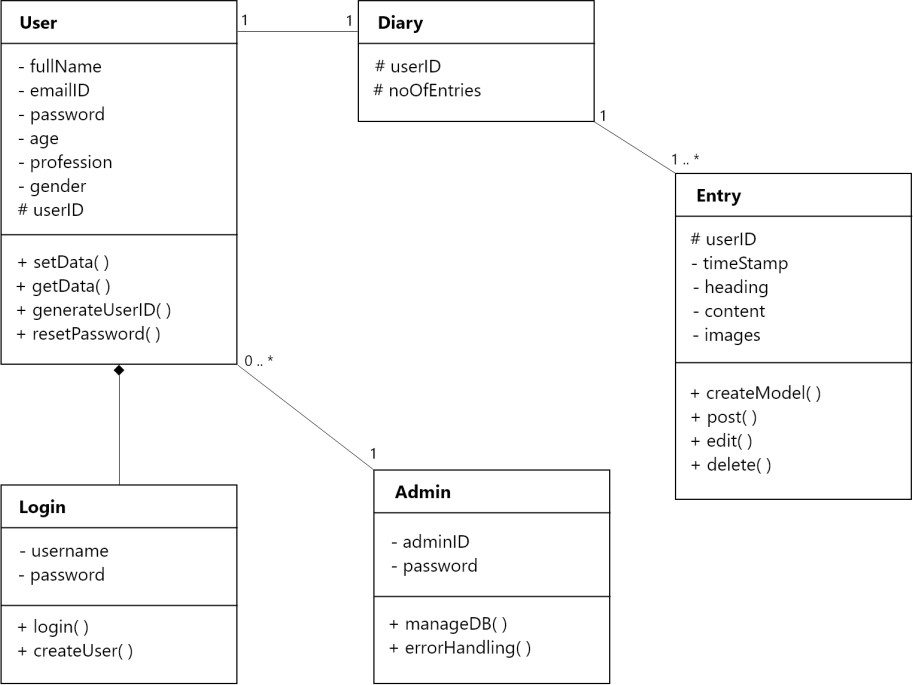 User
- fullName
- emailID
- password
- age
- profession
- gender
# userID
+ setData( )
+ getData( )
+ generateUserID( )
+ resetPassword( )
1
1
Diary
# userID
# noOfEntries
1
1 .. *
Entry
# userID
- timeStamp
- heading
- content
- images
+ createModel( )
+ post( )
+ edit( )
+ delete( )
0 .. *
1
Login
- username
- password
+ login( )
+ createUser( )
Admin
- adminID
- password
+ manageDB( )
+ errorHandling( )